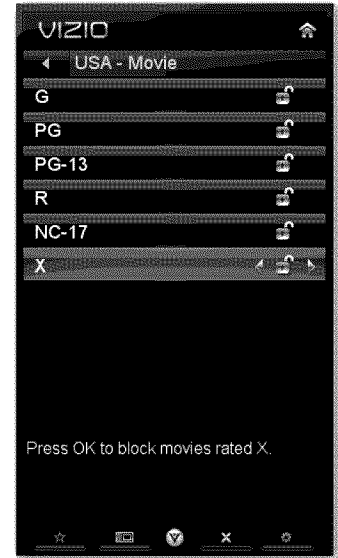 VIZIO
USA - Movie
G
PG
PG-13
R
NC-17
X
Press OK to block movies rated X.